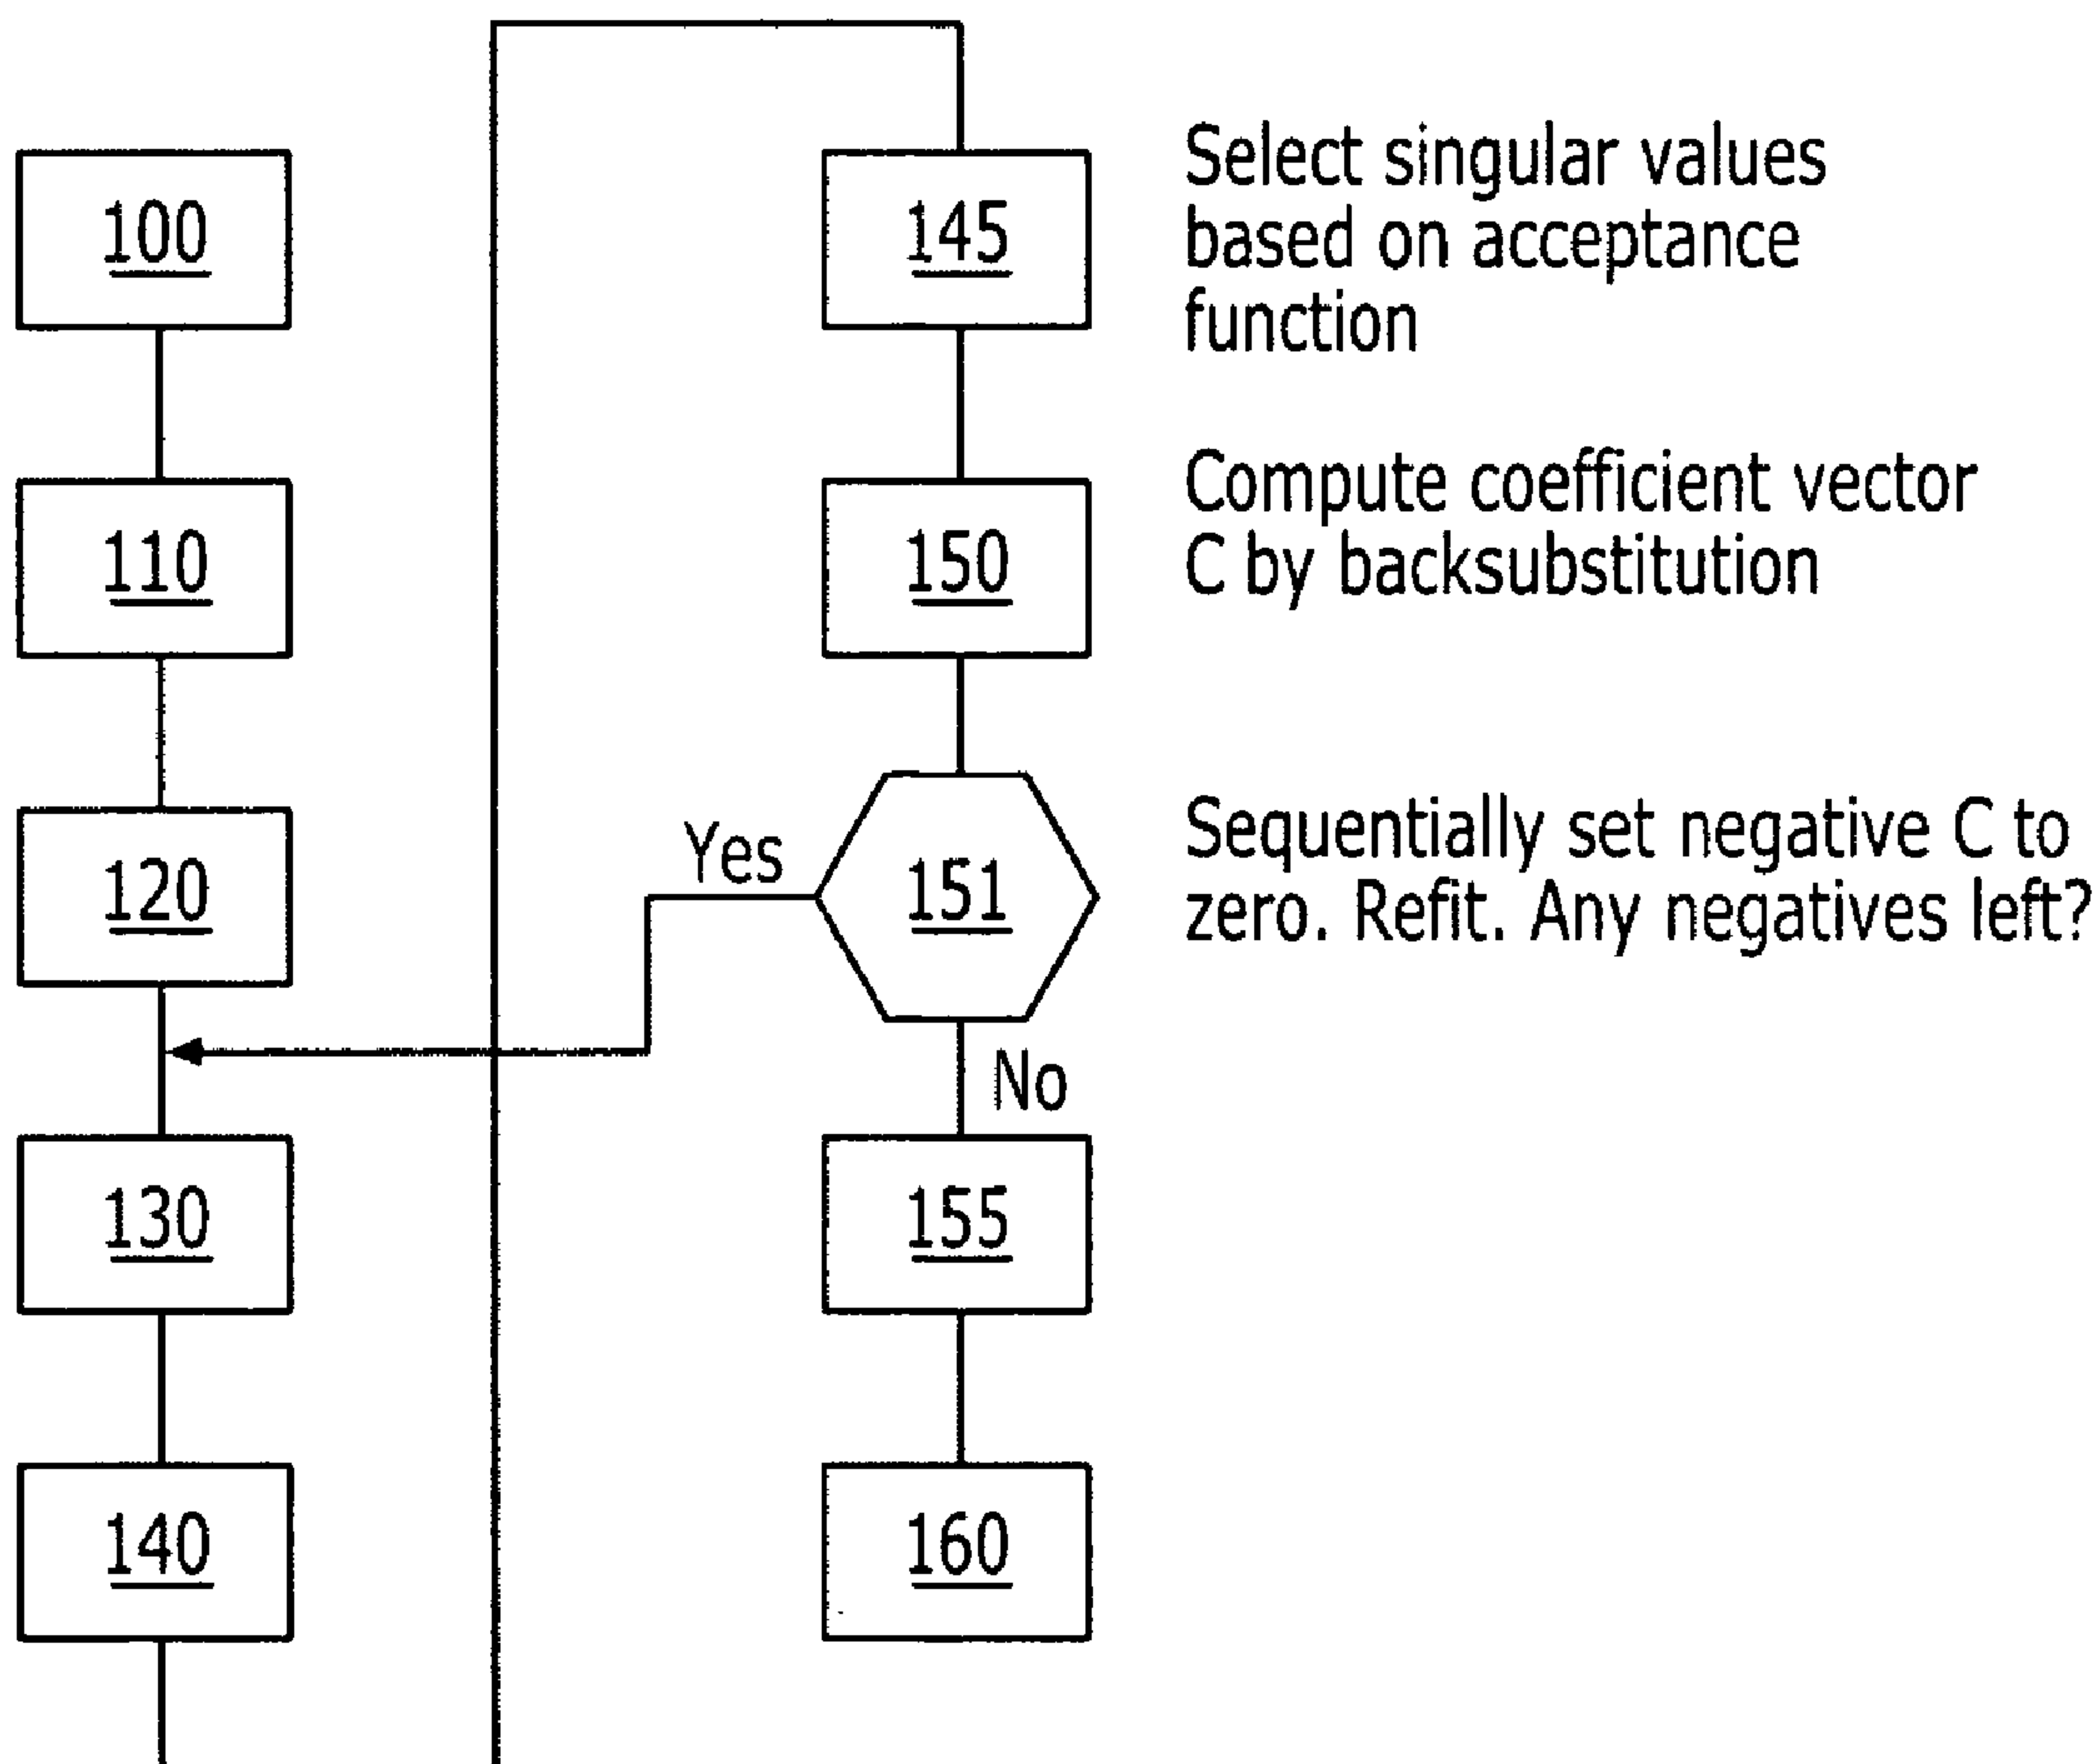 100
110
120
130
140
145
Select singular values
based on acceptance
function
150
Compute coefficient vector
C by backsubstitution
151
Yes
Sequentially set negative C to
zero. Refit. Any negatives left?
No
155
160